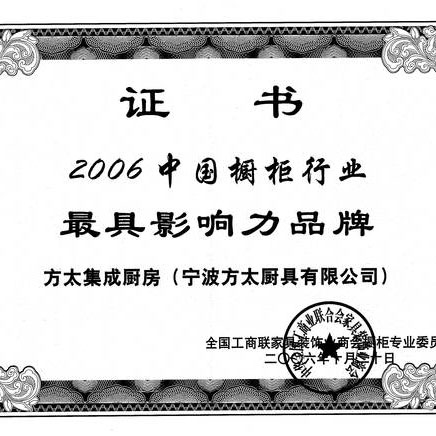 证 书
2006中国橱柜行业
最具影响力品牌
方太集成厨房（宁波方太厨具有限公司）
全国工商联家具装饰业商会橱柜专业委员
二〇〇六年十月二十日